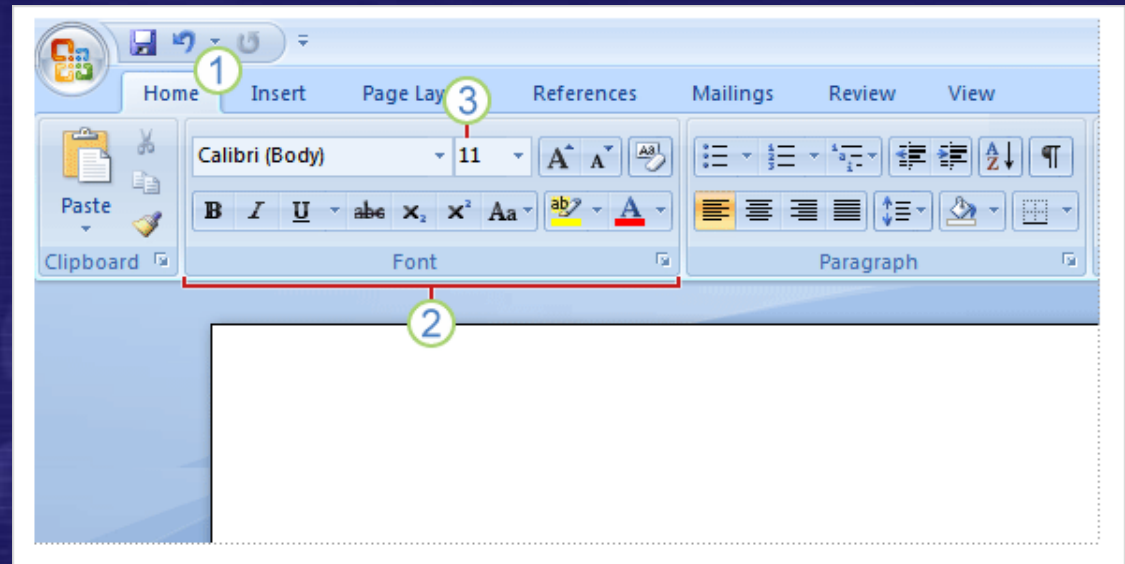 1
Home Insert Page Lay 3 References Mailings Review View
Calibri (Body) 11 A A Aa
Paste B I U abc x₂ x² Aa ab A A Z ¶
Clipboard Font Paragraph
2